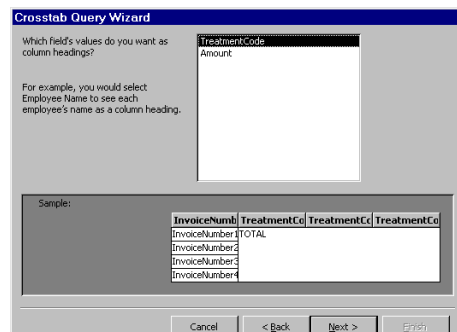 Crosstab Query Wizard
Which field's values do you want as
column headings?
TreatmentCode
Amount
For example, you would select
Employee Name to see each
employee's name as a column heading.
Sample:
InvoiceNumb TreatmentCo TreatmentCc TreatmentCo
InvoiceNumber1 TOTAL
InvoiceNumber2
InvoiceNumber3
InvoiceNumber4
Cancel < Back Next > Finish